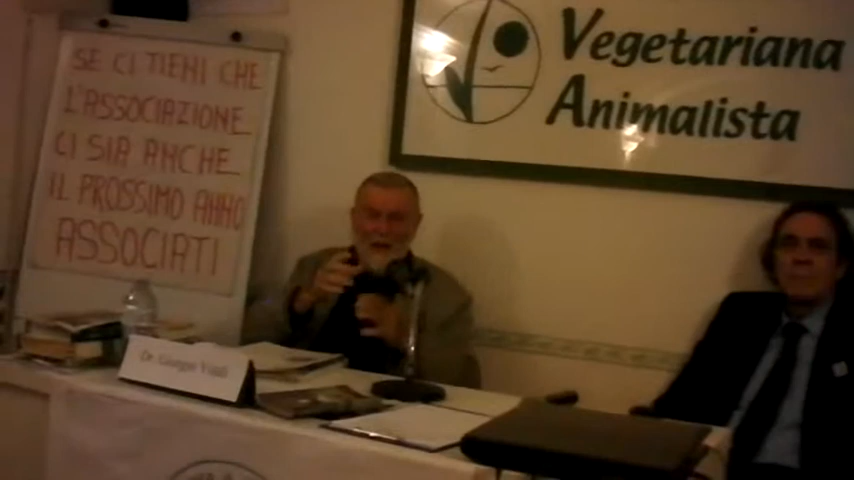 SE CI TIENI CHE
L'ASSOCIAZIONE
CI SIA ANCHE
IL PROSSIMO ANNO
ASSOCIATI
Vegetariana
Animalista